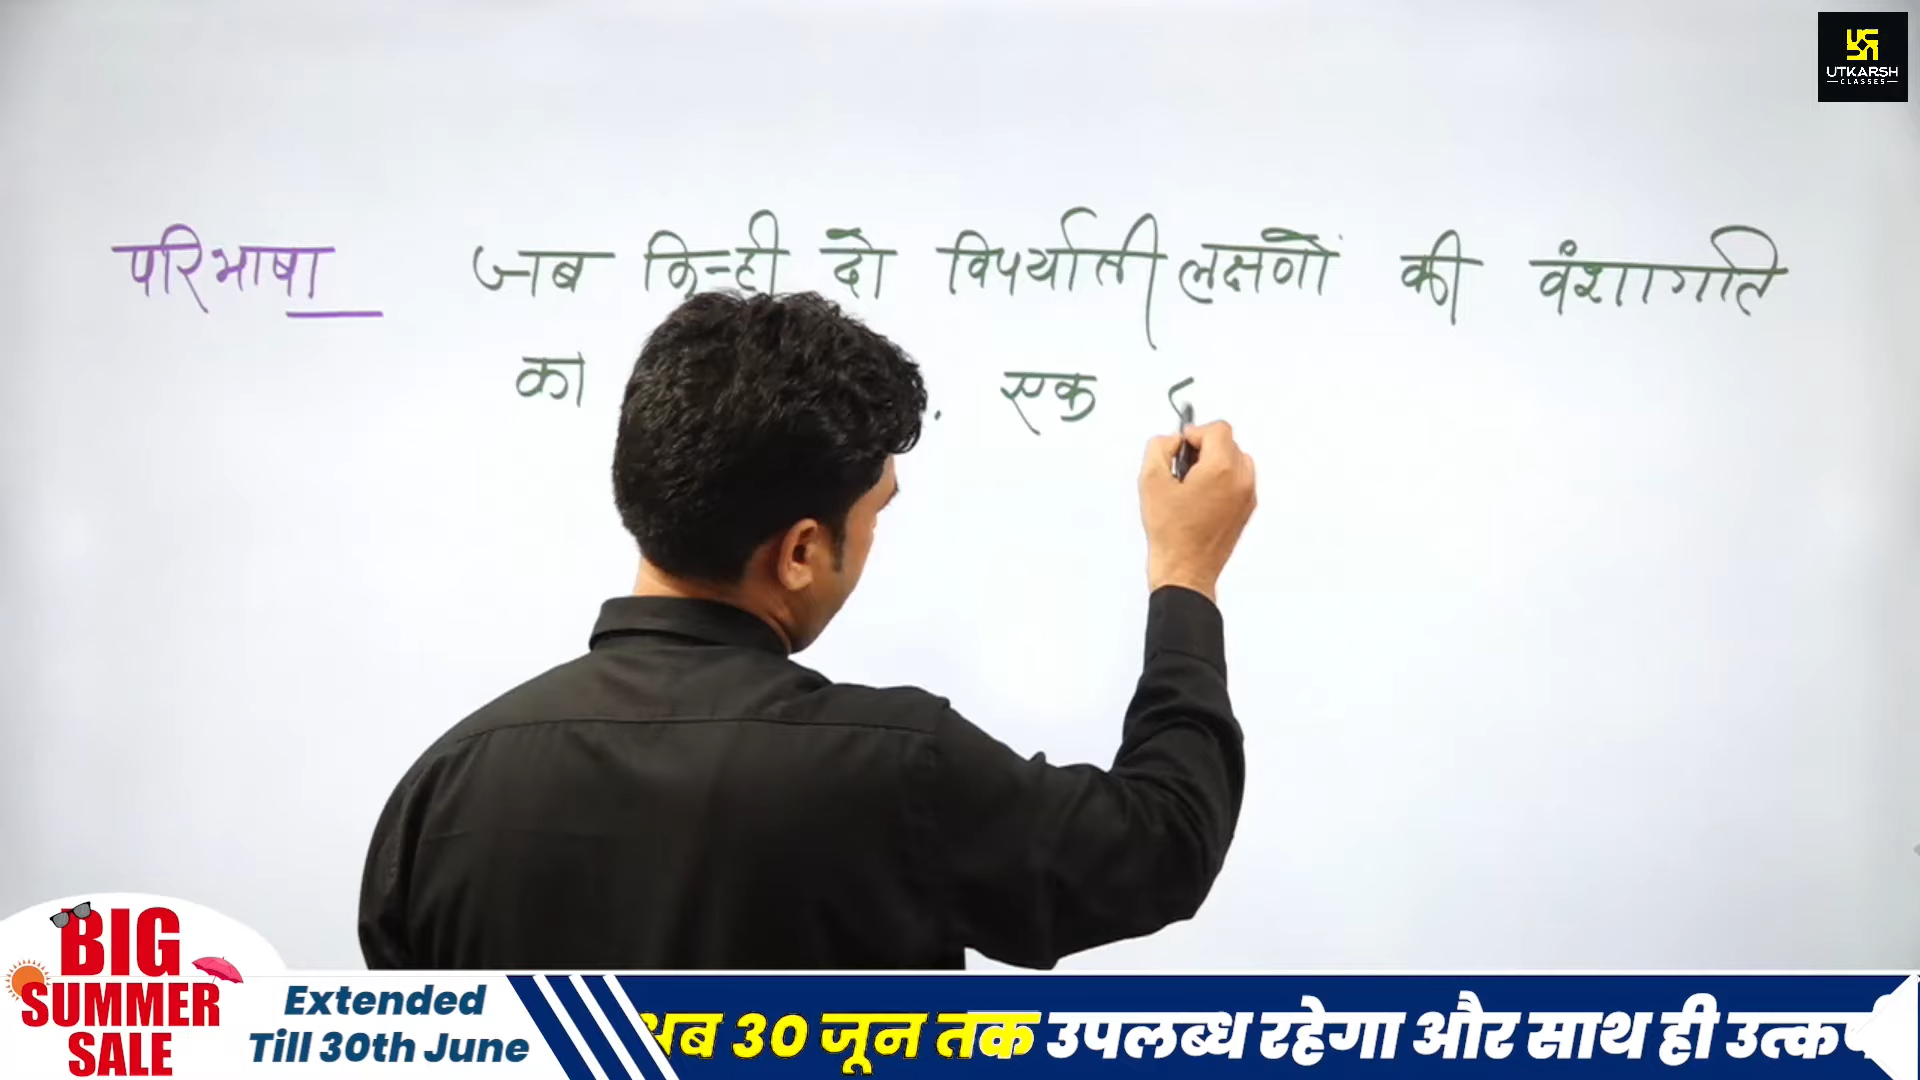 UTKARSH
CLASSES
परिभाषा जब किन्ही दो विपर्याती लक्षणों की वंशागति
का एक
BIG
SUMMER
SALE
Extended
Till 30th June
अब 30 जून तक उपलब्ध रहेगा और साथ ही